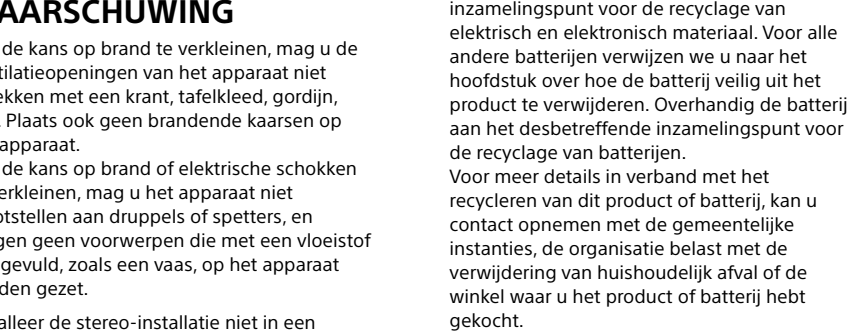 AARSCHUWING
de kans op brand te verkleinen, mag u de
van het apparaat niet
met een krant, tafelkleed, gordijn,
Plaats ook geen brandende kaarsen op
apparaat.
de kans op brand of elektrische schokken
erkleinen, mag u het apparaat niet
otstellen aan druppels of spetters, en
gen geen voorwerpen die met een vloeistof
gevuld, zoals een vaas, op het apparaat
den gezet.
alleer de stereo-installatie niet in een
inzamelingspunt voor de recyclage van
elektrisch en elektronisch materiaal. Voor alle
andere batterijen verwijzen we u naar het
hoofdstuk over hoe de batterij veilig uit het
product te verwijderen. Overhandig de batterij
aan het desbetreffende inzamelingspunt voor
de recyclage van batterijen.
Voor meer details in verband met het
recycleren van dit product of batterij, kan u
contact opnemen met de gemeentelijke
instanties, de organisatie belast met de
verwijdering van huishoudelijk afval of de
winkel waar u het product of batterij hebt
gekocht.